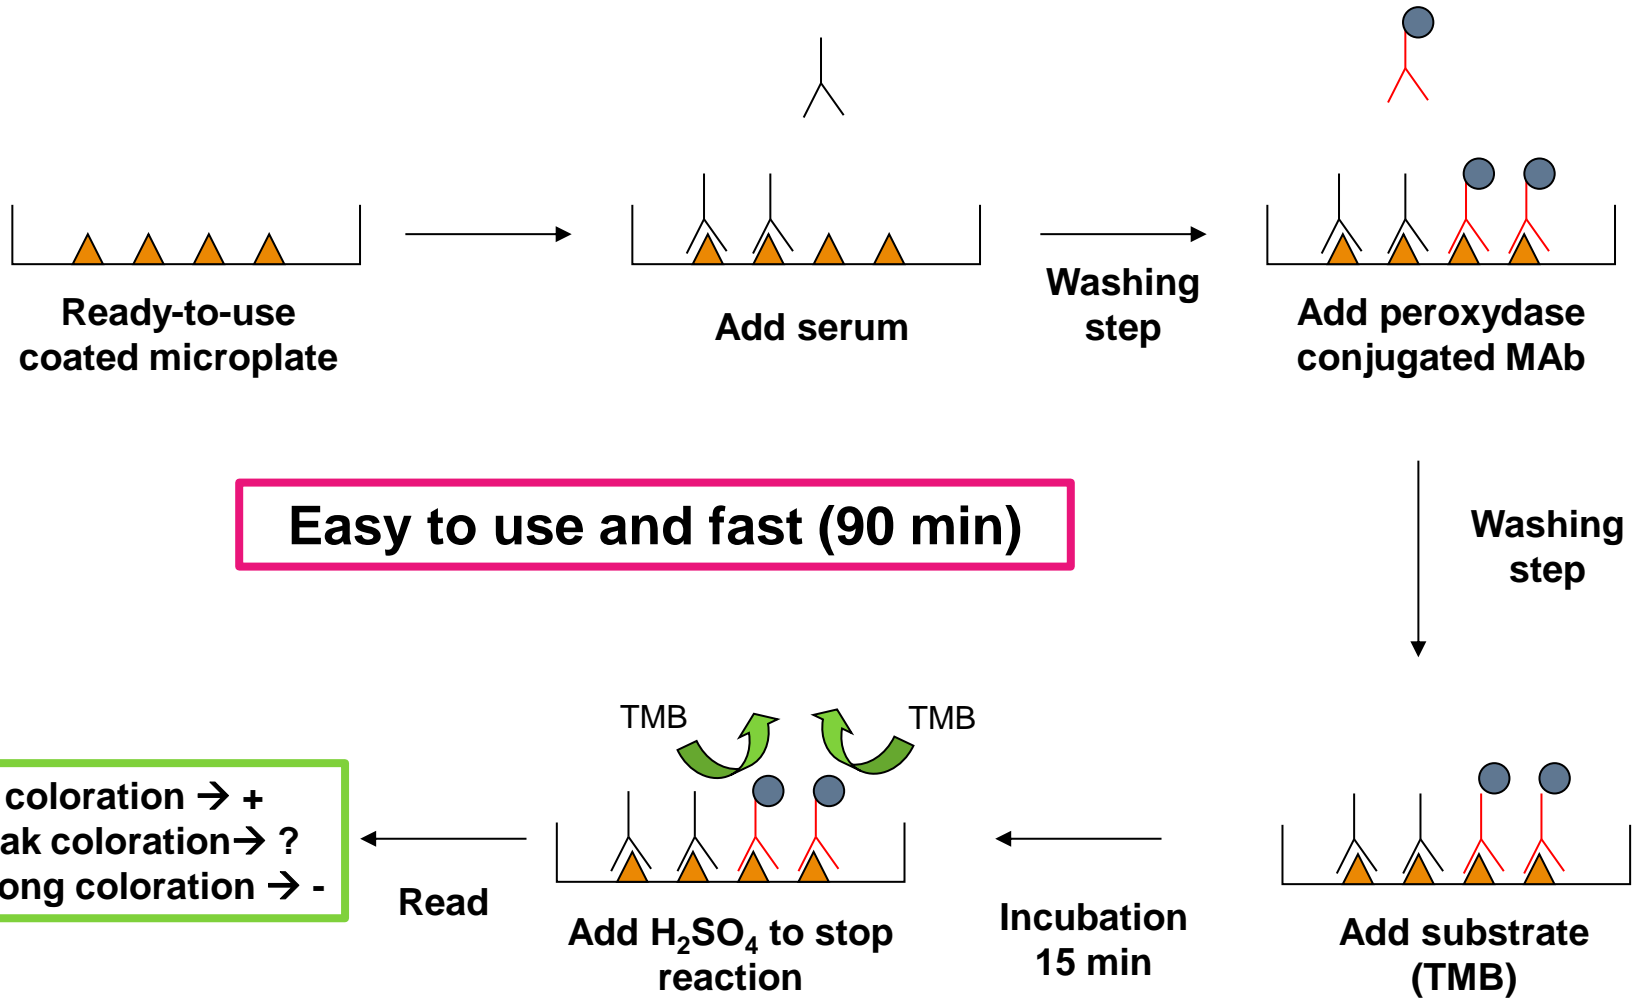 Ready-to-use
coated microplate
Add serum
Washing
step
Add peroxydase
conjugated MAb
Easy to use and fast (90 min)
Washing
step
TMB
TMB
coloration → +
coloration→ ?
coloration → -
Read
Add H₂SO₄ to stop
reaction
Incubation
15 min
Add substrate
(TMB)